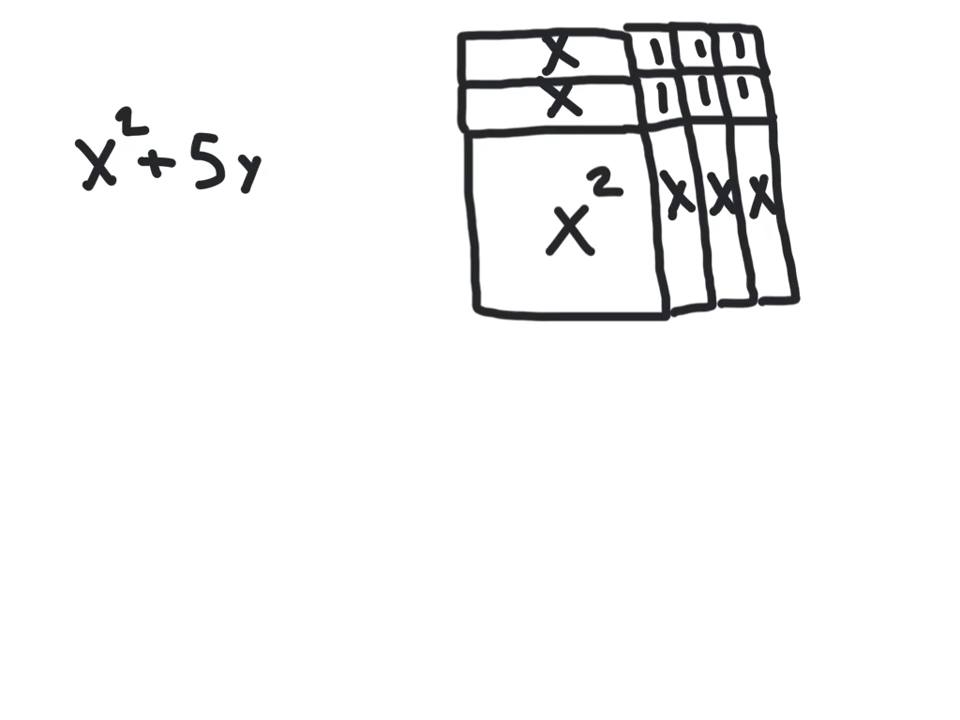 x² + 5y
x 1 1 1
x 1 1 1
x² x x x